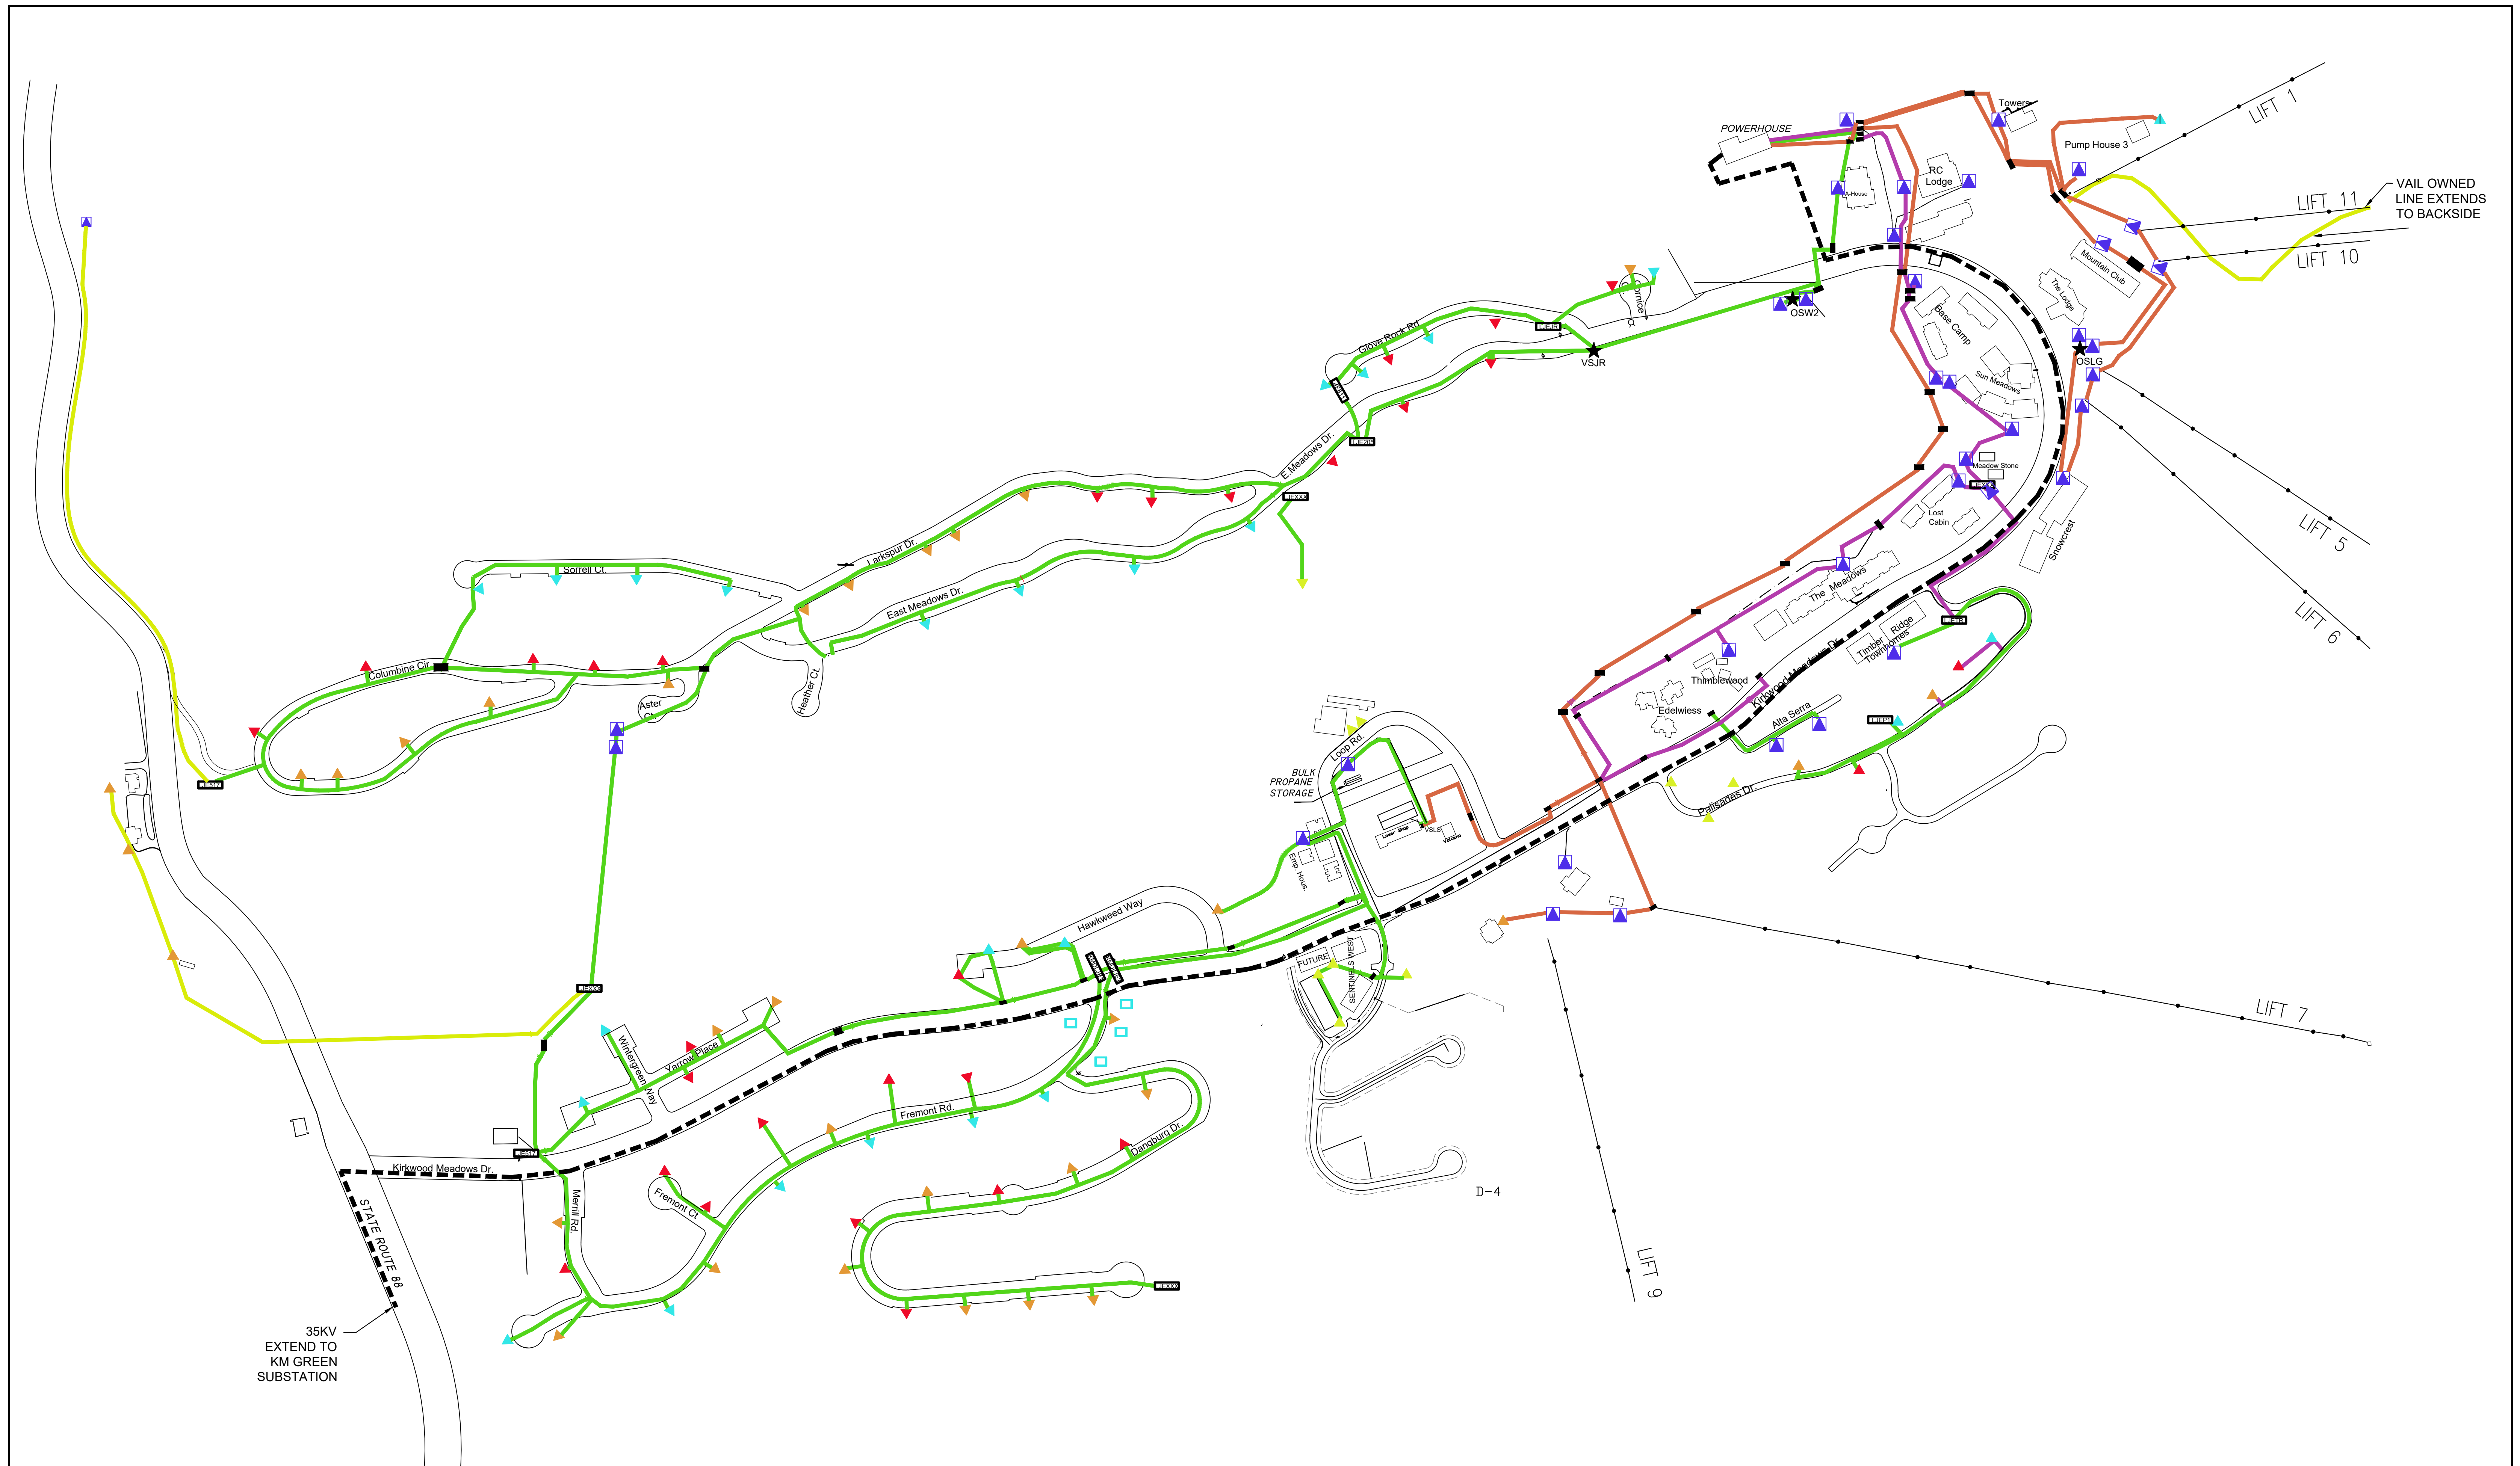 Towers
LIFT 1
POWERHOUSE
Pump House 3
RC
Lodge
A-House
VAIL OWNED
LINE EXTENDS
TO BACKSIDE
LIFT 11
LIFT 10
Mountain Club
The Lodge
Cornice
Ct
OSW2
Base Camp
Glove Rock Rd
VSJR
OSLG
Sun Meadows
E.Meadows Dr.
Meadow Stone
Lost
Cabin
LIFT 5
Snowcrest
LIFT 6
Larkspur Dr.
Sorrell Ct.
East Meadows Dr.
The Meadows
Ridge
Timber
Townhomes
Columbine Cir.
Heather Ct.
Aster
Ct.
Thimblewood
Kirkwood Meadows Dr.
Edelwiess
Alta Serra
LJFP1
Loop Rd.
BULK
PROPANE
STORAGE
Palisades Dr.
Lower Shop
VSLS
Emp. Hous.
Hawkweed Way
FUTURE
SENTINELS WEST
LIFT 7
Wintergreen Way
Yarrow Place
Fremont Rd.
Dangburg Dr.
Kirkwood Meadows Dr.
Merrill Rd.
Fremont Ct
D-4
STATE ROUTE 88
LIFT 9
35KV
EXTEND TO
KM GREEN
SUBSTATION